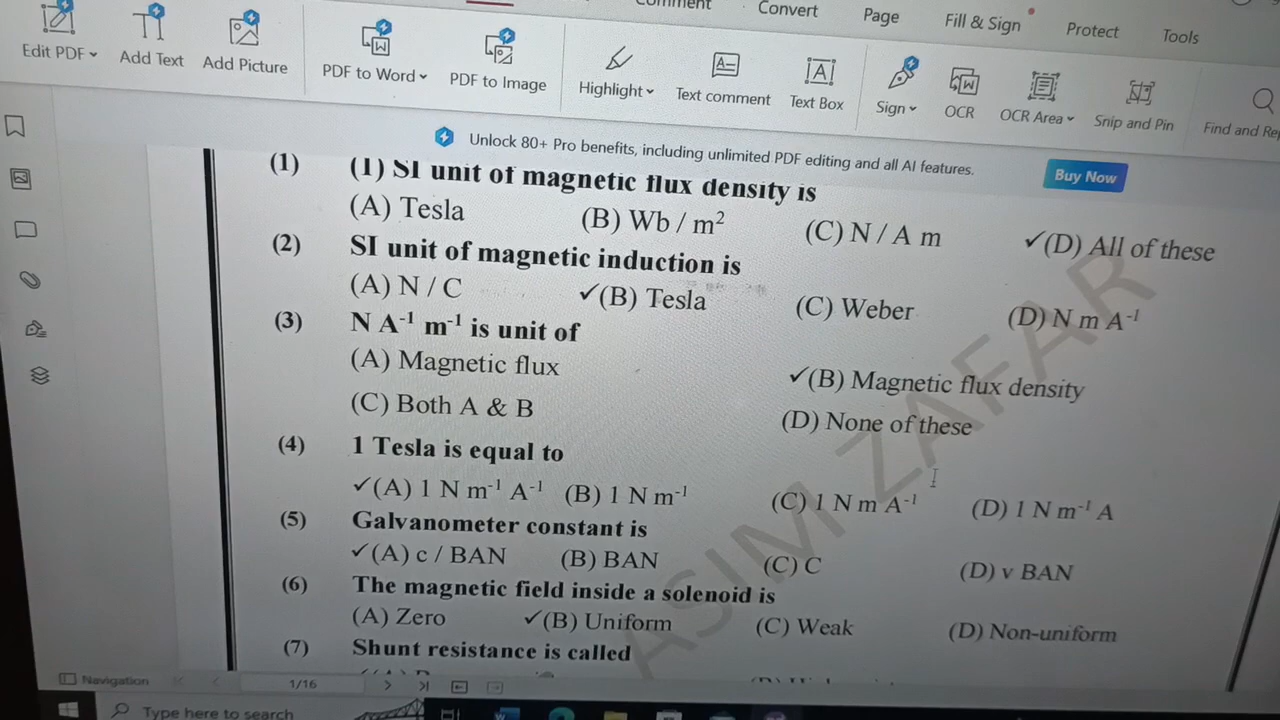 Comment Convert Page Fill & Sign Protect Tools
Edit PDF Add Text Add Picture PDF to Word PDF to Image Highlight Text comment Text Box Sign OCR OCR Area Snip and Pin Find and
Unlock 80+ Pro benefits, including unlimited PDF editing and all AI features. Buy Now
(1) (1) SI unit of magnetic flux density is
(A) Tesla (B) Wb / m² (C) N / A m ✓(D) All of these
(2) SI unit of magnetic induction is
(A) N / C ✓(B) Tesla (C) Weber (D) N m A⁻¹
(3) N A⁻¹ m⁻¹ is unit of
(A) Magnetic flux ✓(B) Magnetic flux density
(C) Both A & B (D) None of these
(4) 1 Tesla is equal to
✓(A) 1 N m⁻¹ A⁻¹ (B) 1 N m⁻¹ (C) 1 N m A⁻¹ (D) 1 N m⁻¹ A
(5) Galvanometer constant is
✓(A) c / BAN (B) BAN (C) C (D) v BAN
(6) The magnetic field inside a solenoid is
(A) Zero ✓(B) Uniform (C) Weak (D) Non-uniform
(7) Shunt resistance is called
ASIM ZAFAR
Navigation 1/16
Type here to search